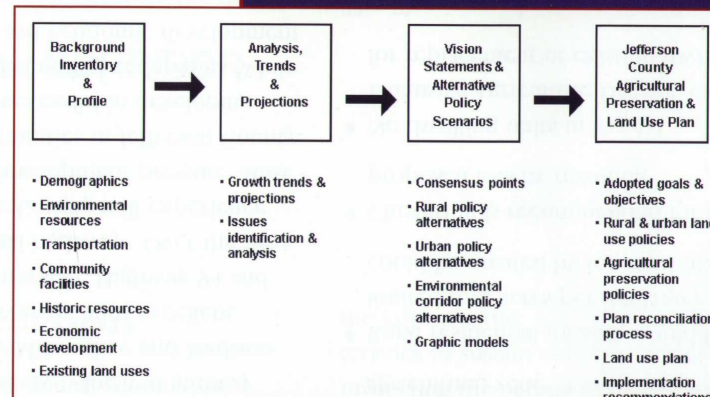 Background
Inventory
&
Profile
Analysis,
Trends
&
Projections
Vision
Statements &
Alternative
Policy
Scenarios
Jefferson
County
Agricultural
Preservation &
Land Use Plan
• Demographics
• Environmental
resources
• Transportation
• Community
facilities
• Historic resources
• Economic
development
• Existing land uses
• Growth trends &
projections
• Issues
identification &
analysis
• Consensus points
• Rural policy
alternatives
• Urban policy
alternatives
• Environmental
corridor policy
alternatives
• Graphic models
• Adopted goals &
objectives
• Rural & urban land
use policies
• Agricultural
preservation
policies
• Plan reconciliation
process
• Land use plan
• Implementation
recommendations